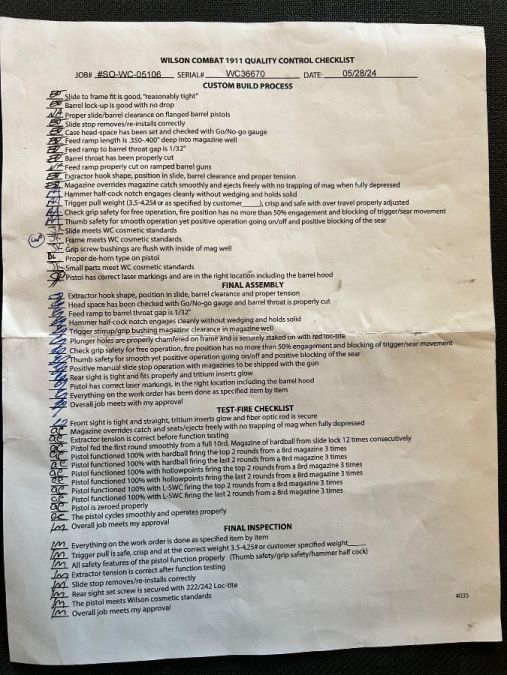 WILSON COMBAT 1911 QUALITY CONTROL CHECKLIST
JOB# #SO-WC-05106 SERIAL# WC36670 DATE: 05/28/24
CUSTOM BUILD PROCESS
Slide to frame fit is good, "reasonably tight"
Barrel lock-up is good with no drop
N/A Proper slide/barrel clearance on flanged barrel pistols
Slide stop removes/re-installs correctly
Case head-space has been set and checked with Go/No-go gauge
Feed ramp length is .350-.400" deep into magazine well
Feed ramp to barrel throat gap is 1/32"
Barrel throat has been properly cut
Feed ramp properly cut on ramped barrel guns
Extractor hook shape, position in slide, barrel clearance and proper tension
Magazine overrides magazine catch smoothly and ejects freely with no trapping of mag when fully depressed
Hammer half-cock notch engages cleanly without wedging and holds solid
Trigger pull weight (3.5-4.25# or as specified by customer____), crisp and safe with over travel properly adjusted
Check grip safety for free operation, fire position has no more than 50% engagement and blocking of trigger/sear movement
Thumb safety for smooth yet positive operation going on/off and positive blocking of the sear
Slide meets WC cosmetic standards
Frame meets WC cosmetic standards
Grip screw bushings are flush with inside of mag well
Proper de-horn type on pistol
Small parts meet WC cosmetic standards
Pistol has correct laser markings and are in the right location including the barrel hood
FINAL ASSEMBLY
Extractor hook shape, position in slide, barrel clearance and proper tension
Head space has been checked with Go/No-go gauge and barrel throat is properly cut
Feed ramp to barrel throat gap is 1/32"
Hammer half-cock notch engages cleanly without wedging and holds solid
Trigger stirrup/grip bushing magazine clearance in magazine well
Plunger holes are properly chamfered on frame and is securely staked on with red loc-tite
Check grip safety for free operation, fire position has no more than 50% engagement and blocking of trigger/sear movement
Thumb safety for smooth yet positive operation going on/off and positive blocking of the sear
Positive manual slide stop operation with magazines to be shipped with the gun
Rear sight is tight and fits properly and tritium inserts glow
Pistol has correct laser markings, in the right location including the barrel hood
Everything on the work order has been done as specified item by item
Overall job meets with my approval
TEST-FIRE CHECKLIST
Front sight is tight and straight, tritium inserts glow and fiber optic rod is secure
Magazine overrides catch and seats/ejects freely with no trapping of mag when fully depressed
Extractor tension is correct before function testing
Pistol fed the first round smoothly from a full 10rd. Magazine of hardball from slide lock 12 times consecutively
Pistol functioned 100% with hardball firing the top 2 rounds from a 8rd magazine 3 times
Pistol functioned 100% with hardball firing the last 2 rounds from a 8rd magazine 3 times
Pistol functioned 100% with hollowpoints firing the top 2 rounds from a 8rd magazine 3 times
Pistol functioned 100% with hollowpoints firing the last 2 rounds from a 8rd magazine 3 times
Pistol functioned 100% with L-SWC firing the top 2 rounds from a 8rd magazine 3 times
Pistol functioned 100% with L-SWC firing the last 2 rounds from a 8rd magazine 3 times
Pistol is zeroed properly
The pistol cycles smoothly and operates properly
Overall job meets my approval
FINAL INSPECTION
Everything on the work order is done as specified item by item
Trigger pull is safe, crisp and at the correct weight 3.5-4.25# or customer specified weight____
All safety features of the pistol function properly (Thumb safety/grip safety/hammer half cock)
Extractor tension is correct after function testing
Slide stop removes/re-installs correctly
Rear sight set screw is secured with 222/242 Loc-tite
The pistol meets Wilson cosmetic standards
Overall job meets my approval
#035